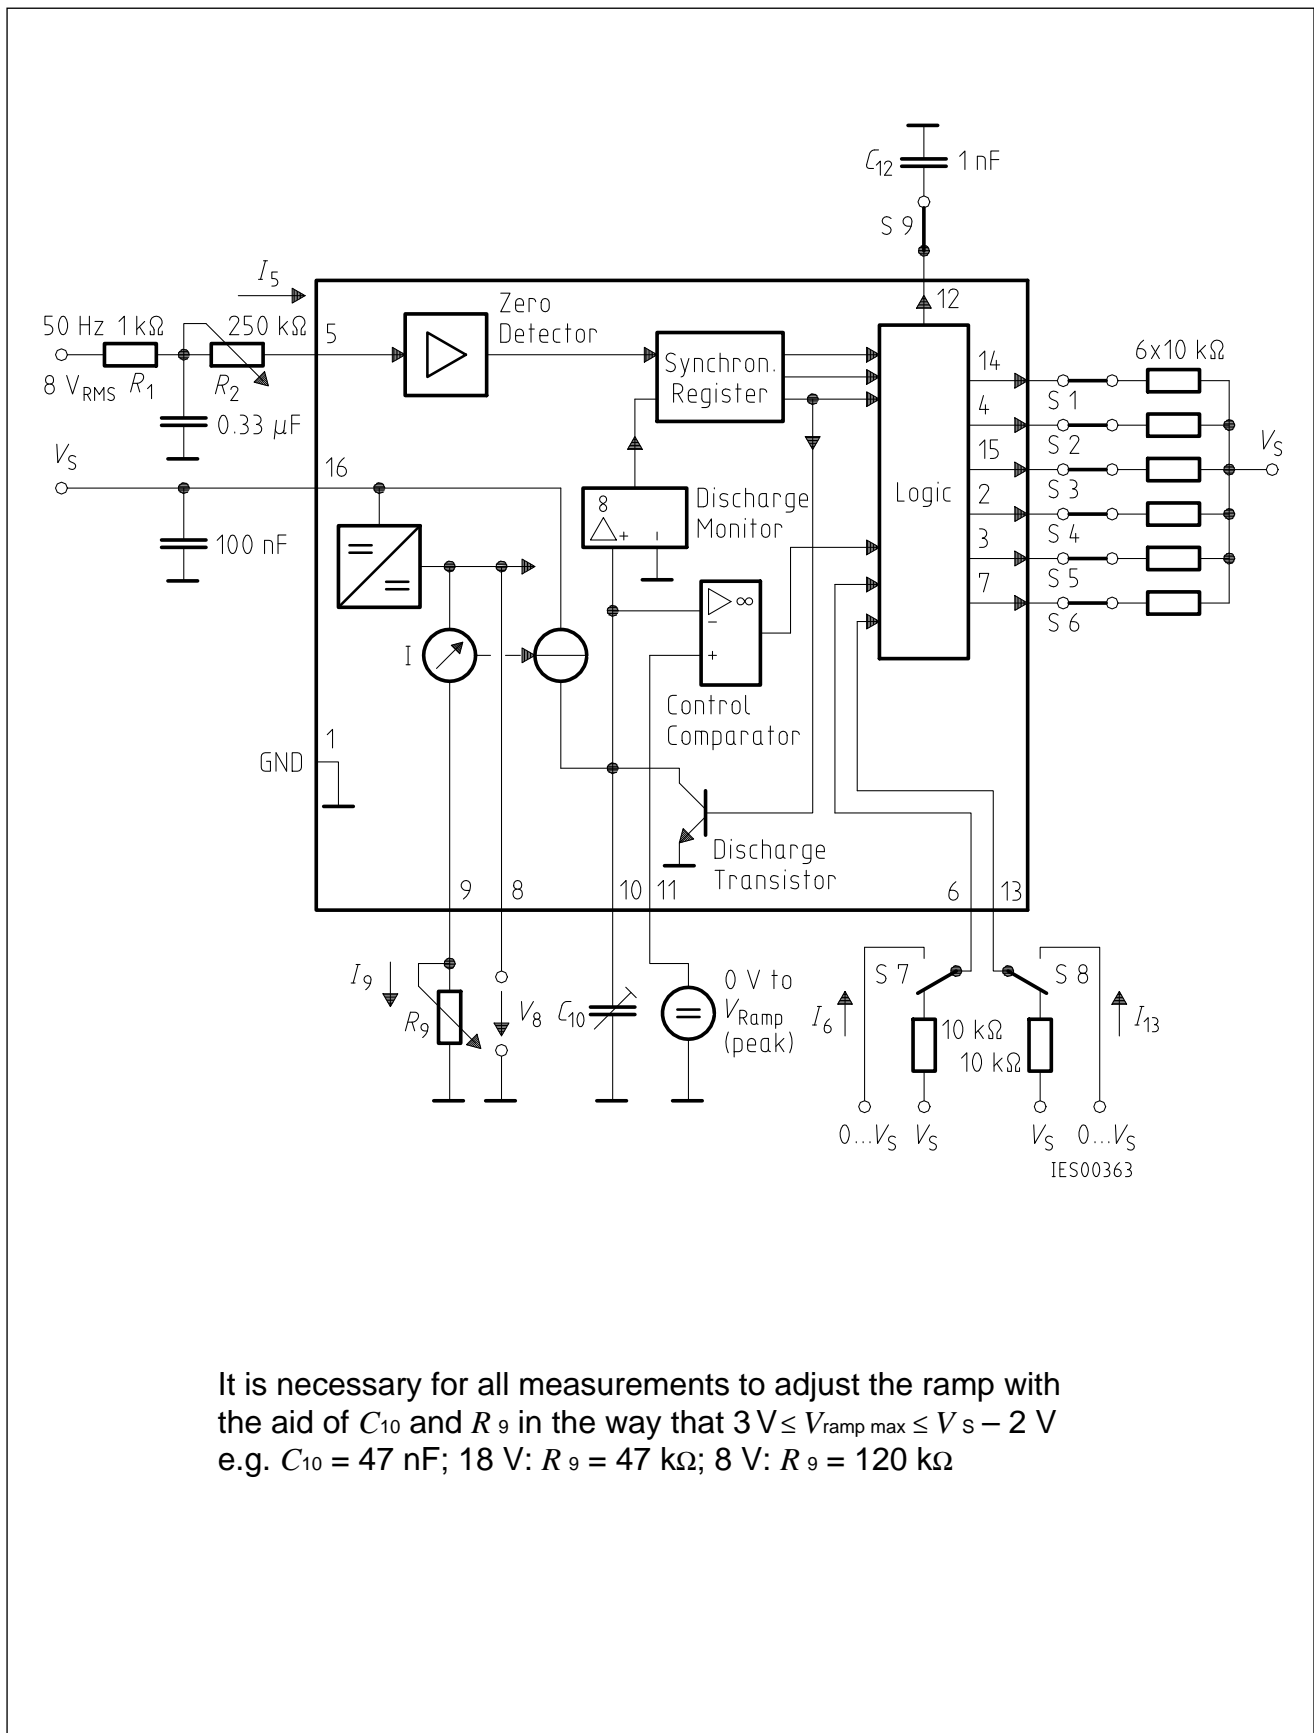 C12 1 nF
S 9
I5
12
50 Hz 1 kΩ 250 kΩ 5
Zero
Detector
8 VRMS R1 R2
Synchron.
Register
14 6x10 kΩ
S 1
4
0.33 µF
S 2
15
VS
S 3
VS
16
8
+ -
Discharge
Monitor
Logic
2
S 4
100 nF
3
S 5
∞
-
7
S 6
I
+
Control
Comparator
1
GND
Discharge
Transistor
9 8 10 11 6 13
I9
R9
V8
C10
0 V to
VRamp
(peak)
S 7 S 8
I6
10 kΩ
10 kΩ
I13
0...VS VS VS 0...VS
IES00363
It is necessary for all measurements to adjust the ramp with
the aid of C10 and R 9 in the way that 3 V ≤ Vramp max ≤ V S – 2 V
e.g. C10 = 47 nF; 18 V: R 9 = 47 kΩ; 8 V: R 9 = 120 kΩ